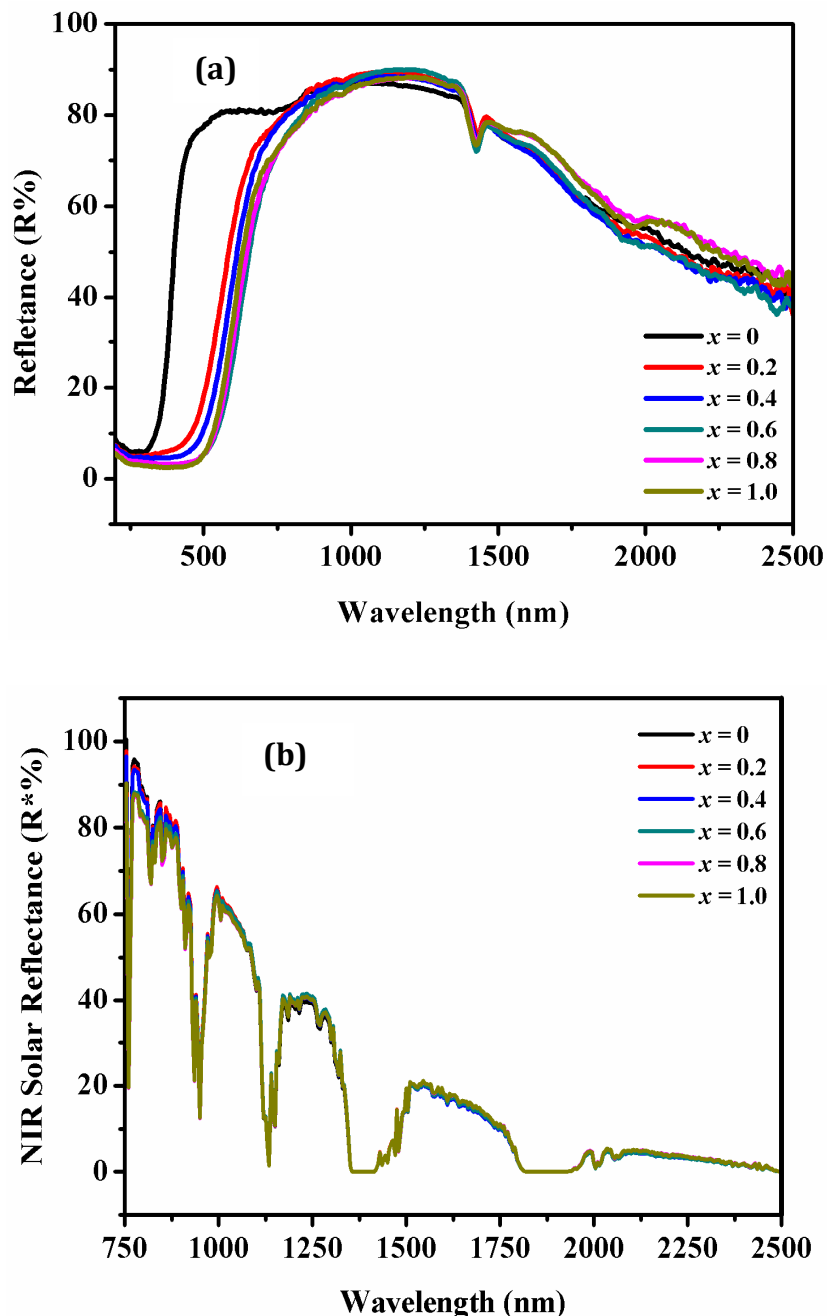 (a)
100
80
60
40
20
0
Refletance (R%)
x = 0
x = 0.2
x = 0.4
x = 0.6
x = 0.8
x = 1.0
500 1000 1500 2000 2500
Wavelength (nm)
(b)
100
80
60
40
20
0
NIR Solar Reflectance (R*%)
x = 0
x = 0.2
x = 0.4
x = 0.6
x = 0.8
x = 1.0
750 1000 1250 1500 1750 2000 2250 2500
Wavelength (nm)